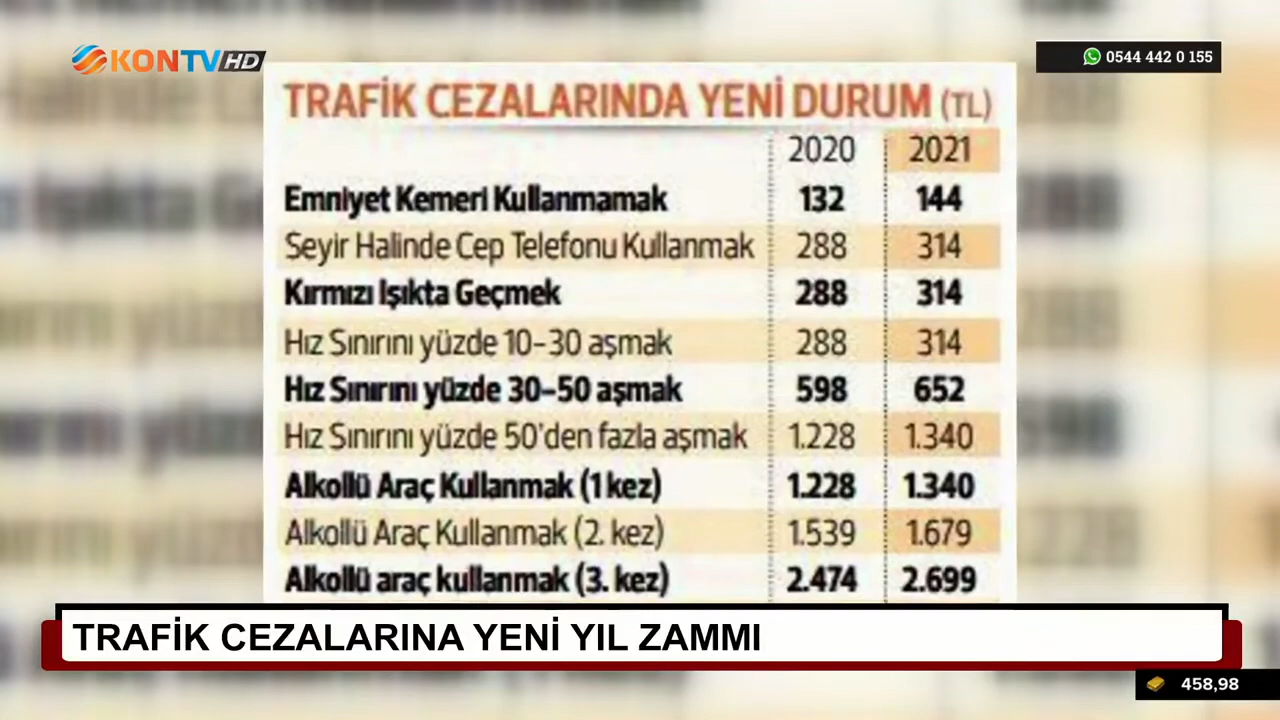 KONTV HD
0544 442 0 155
TRAFİK CEZALARINDA YENİ DURUM (TL)
2020 2021
Emniyet Kemeri Kullanmamak 132 144
Seyir Halinde Cep Telefonu Kullanmak 288 314
Kırmızı Işıkta Geçmek 288 314
Hız Sınırını yüzde 10-30 aşmak 288 314
Hız Sınırını yüzde 30-50 aşmak 598 652
Hız Sınırını yüzde 50'den fazla aşmak 1.228 1.340
Alkollü Araç Kullanmak (1 kez) 1.228 1.340
Alkollü Araç Kullanmak (2. kez) 1.539 1.679
Alkollü araç kullanmak (3. kez) 2.474 2.699
TRAFİK CEZALARINA YENİ YIL ZAMMI
458,98